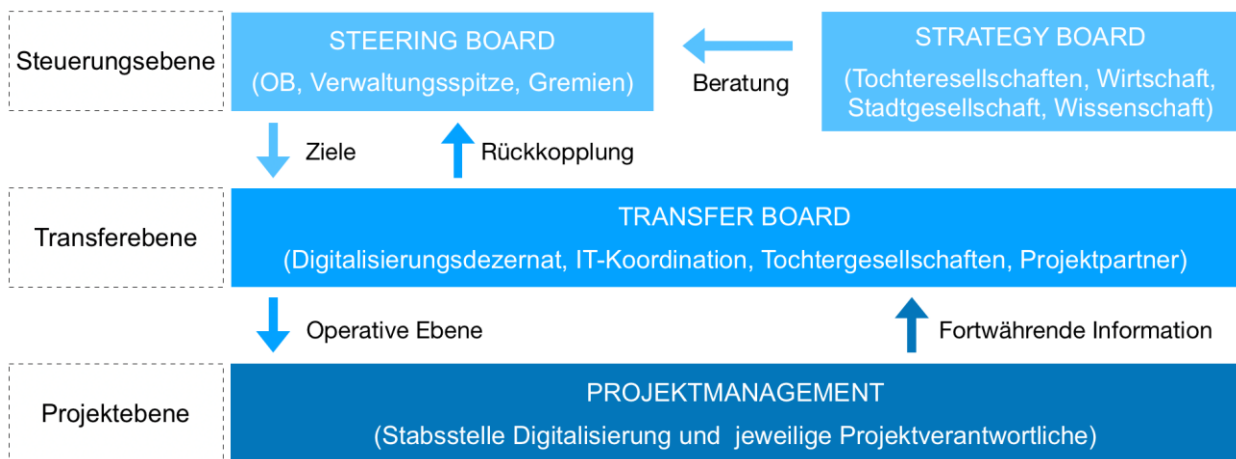 Steuerungsebene
STEERING BOARD
(OB, Verwaltungsspitze, Gremien)
Beratung
STRATEGY BOARD
(Tochteresellschaften, Wirtschaft,
Stadtgesellschaft, Wissenschaft)
Ziele
Rückkopplung
Transferebene
TRANSFER BOARD
(Digitalisierungsdezernat, IT-Koordination, Tochtergesellschaften, Projektpartner)
Operative Ebene
Fortwährende Information
Projektebene
PROJEKTMANAGEMENT
(Stabsstelle Digitalisierung und jeweilige Projektverantwortliche)